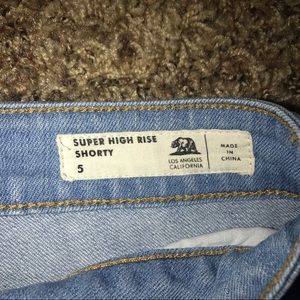 SUPER HIGH RISE
SHORTY
5
LOS ANGELES
CALIFORNIA
MADE
IN
CHINA